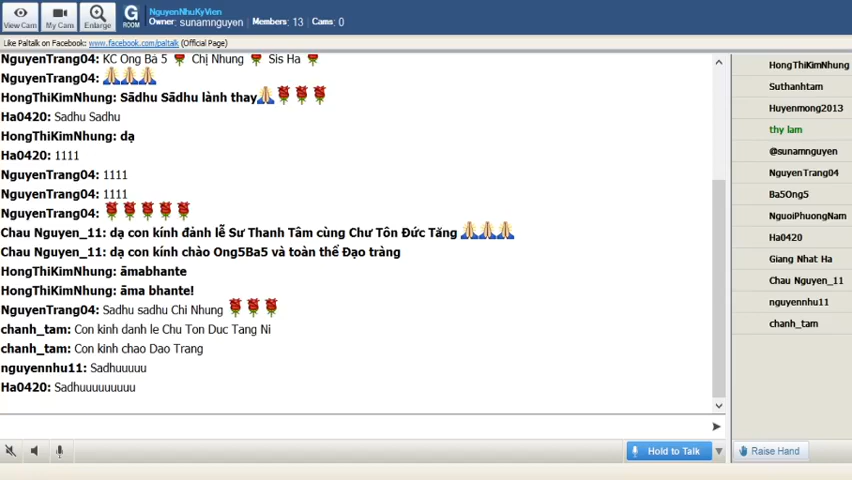 NguyenNhuKyVien
Owner: sunamnguyen Members: 13 Cams: 0
View Cam My Cam Enlarge G ROOM
Like Paltalk on Facebook: www.facebook.com/paltalk (Official Page)
NguyenTrang04: KC Ong Bà 5 🌹 Chị Nhung 🌹 Sis Ha 🌹
NguyenTrang04: 🙏🙏🙏
HongThiKimNhung: Sādhu Sādhu lành thay🙏🌹🌹🌹
Ha0420: Sadhu Sadhu
HongThiKimNhung: dạ
Ha0420: 1111
NguyenTrang04: 1111
NguyenTrang04: 1111
NguyenTrang04: 🌹🌹🌹🌹🌹
Chau Nguyen_11: dạ con kính đảnh lễ Sư Thanh Tâm cùng Chư Tôn Đức Tăng 🙏🙏🙏
Chau Nguyen_11: dạ con kính chào Ong5Ba5 và toàn thể Đạo tràng
HongThiKimNhung: āmabhante
HongThiKimNhung: āma bhante!
NguyenTrang04: Sadhu sadhu Chi Nhung 🌹🌹🌹
chanh_tam: Con kinh danh le Chu Ton Duc Tang Ni
chanh_tam: Con kinh chao Dao Trang
nguyennhu11: Sadhuuuuu
Ha0420: Sadhuuuuuuuuu
HongThiKimNhung
Suthanhtam
Huyenmong2013
thy lam
@sunamnguyen
NguyenTrang04
Ba5Ong5
NguoiPhuongNam
Ha0420
Giang Nhat Ha
Chau Nguyen_11
nguyennhu11
chanh_tam
Hold to Talk
Raise Hand